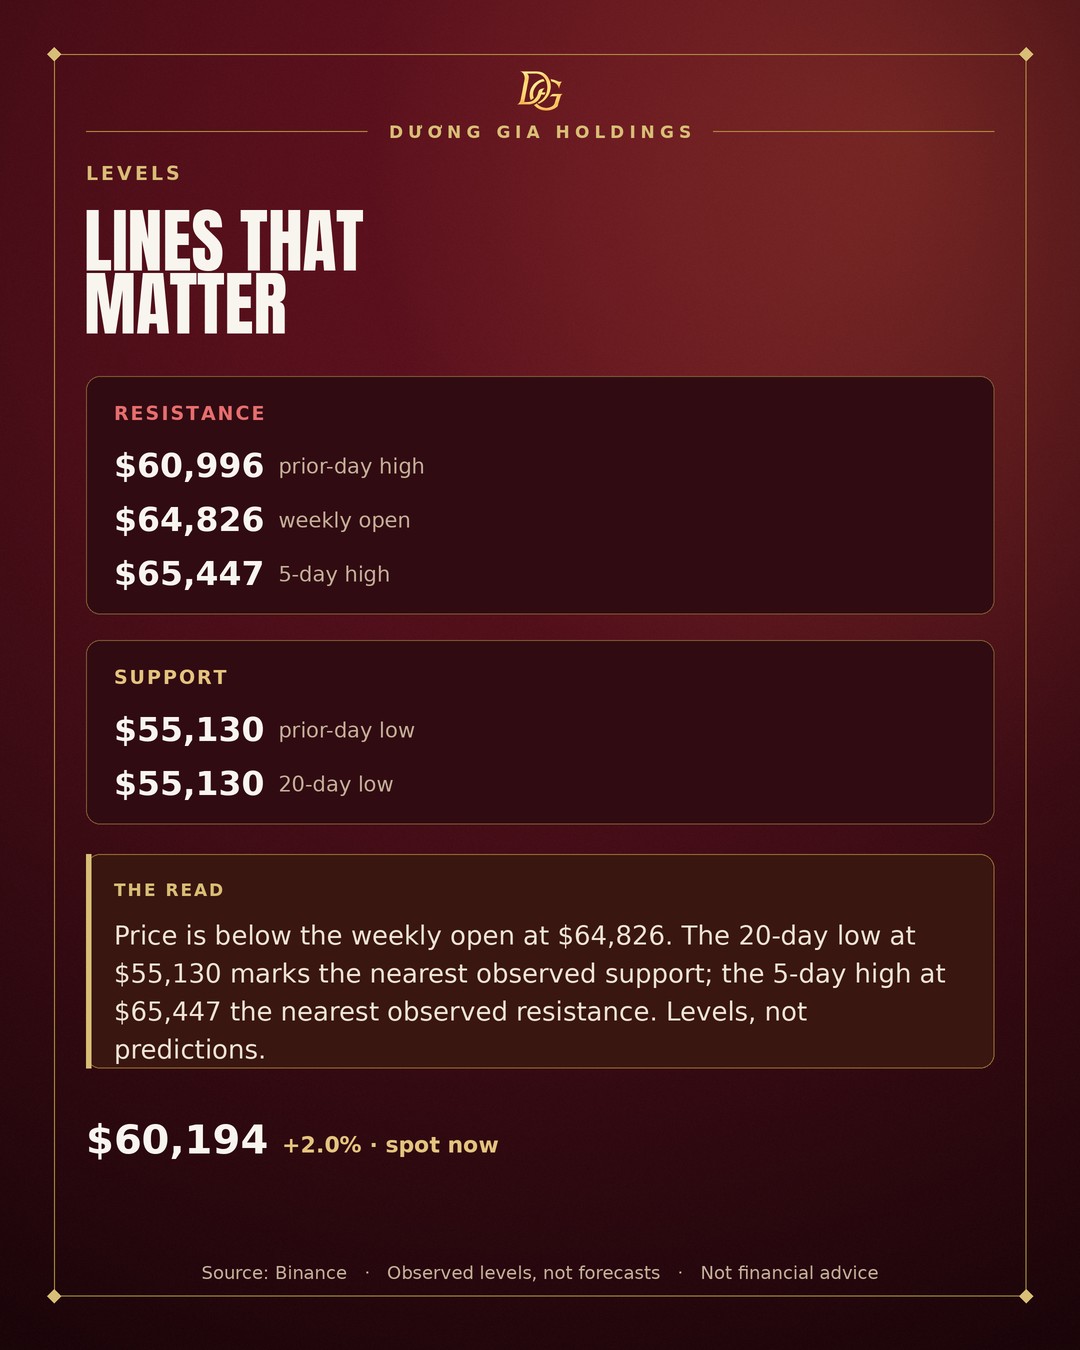 DG
DƯƠNG GIA HOLDINGS
LEVELS
LINES THAT
MATTER
RESISTANCE
$60,996 prior-day high
$64,826 weekly open
$65,447 5-day high
SUPPORT
$55,130 prior-day low
$55,130 20-day low
THE READ
Price is below the weekly open at $64,826. The 20-day low at
$55,130 marks the nearest observed support; the 5-day high at
$65,447 the nearest observed resistance. Levels, not
predictions.
$60,194 +2.0% · spot now
Source: Binance · Observed levels, not forecasts · Not financial advice